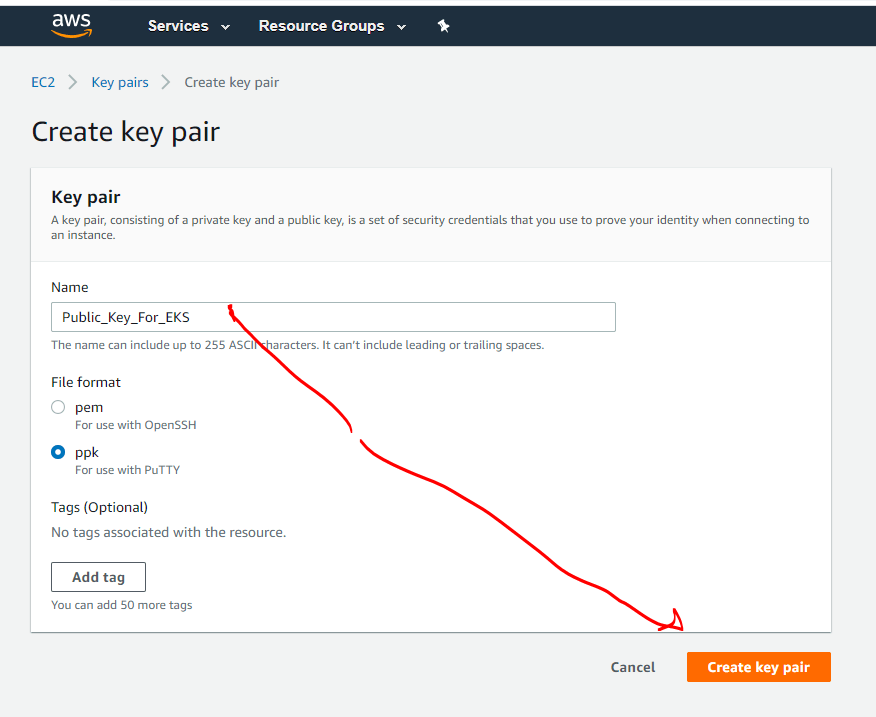 aws
Services
Resource Groups
EC2 > Key pairs > Create key pair
Create key pair
Key pair
A key pair, consisting of a private key and a public key, is a set of security credentials that you use to prove your identity when connecting to
an instance.
Name
Public_Key_For_EKS
The name can include up to 255 ASCII characters. It can't include leading or trailing spaces.
File format
pem
For use with OpenSSH
ppk
For use with PuTTY
Tags (Optional)
No tags associated with the resource.
Add tag
You can add 50 more tags
Cancel
Create key pair